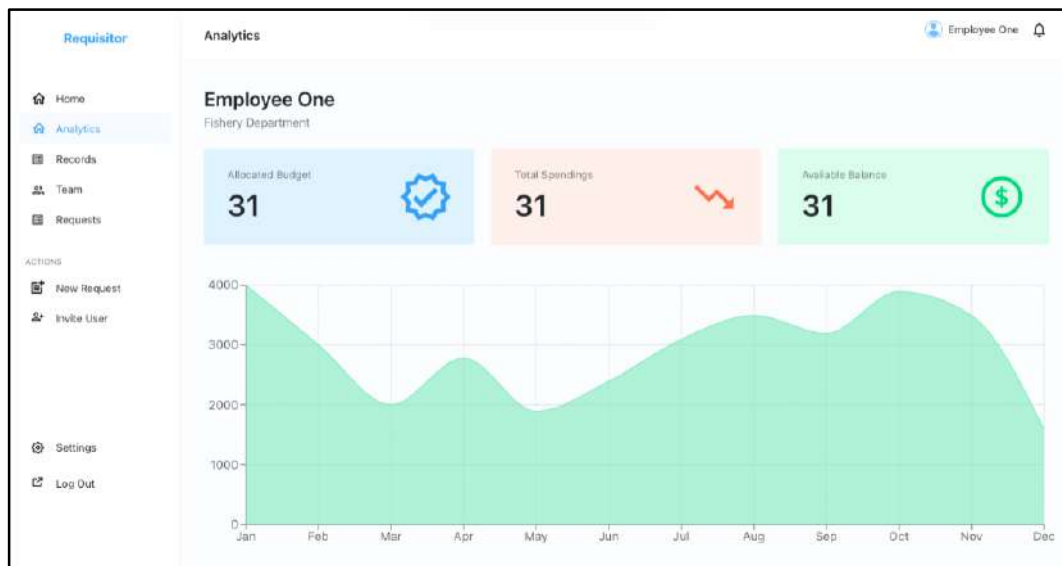 Requisitor
Analytics
Employee One
Home
Analytics
Records
Team
Requests
ACTIONS
New Request
Invite User
Settings
Log Out
Employee One
Fishery Department
Allocated Budget
31
Total Spendings
31
Available Balance
31
4000
3000
2000
1000
0
Jan Feb Mar Apr May Jun Jul Aug Sep Oct Nov Dec